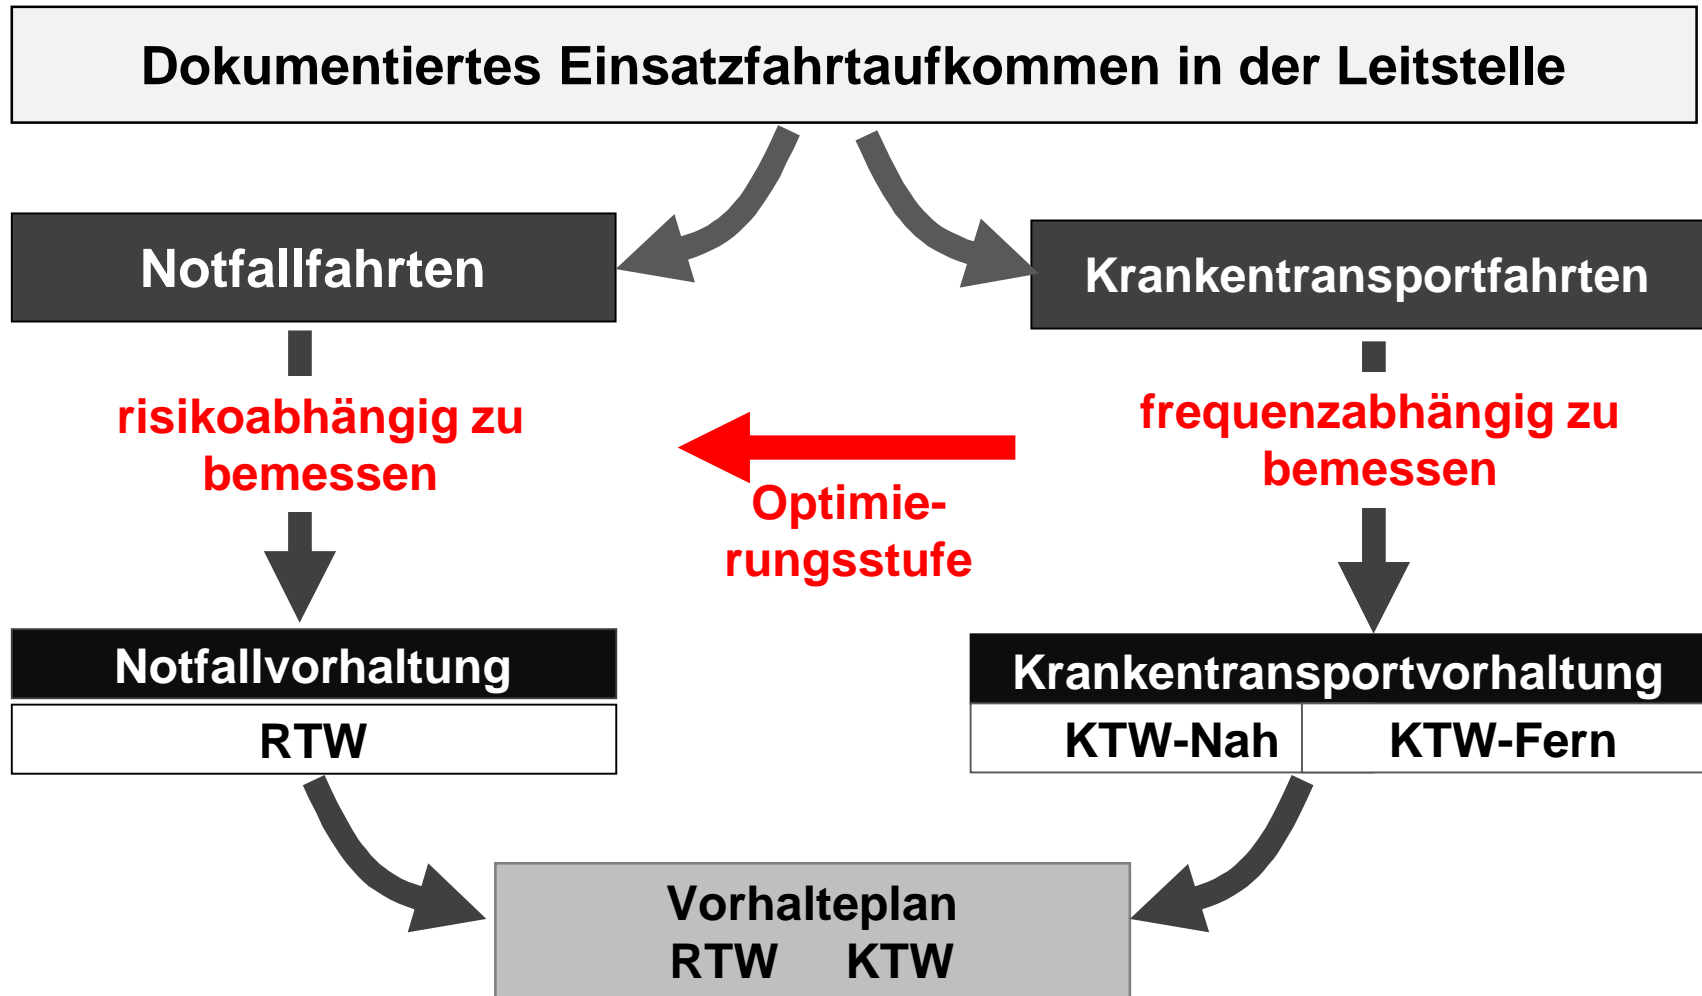 Dokumentiertes Einsatzfahrtaufkommen in der Leitstelle
Notfallfahrten
Krankentransportfahrten
risikoabhängig zu
bemessen
frequenzabhängig zu
bemessen
Optimie-
rungsstufe
Notfallvorhaltung
RTW
Krankentransportvorhaltung
KTW-Nah KTW-Fern
Vorhalteplan
RTW KTW